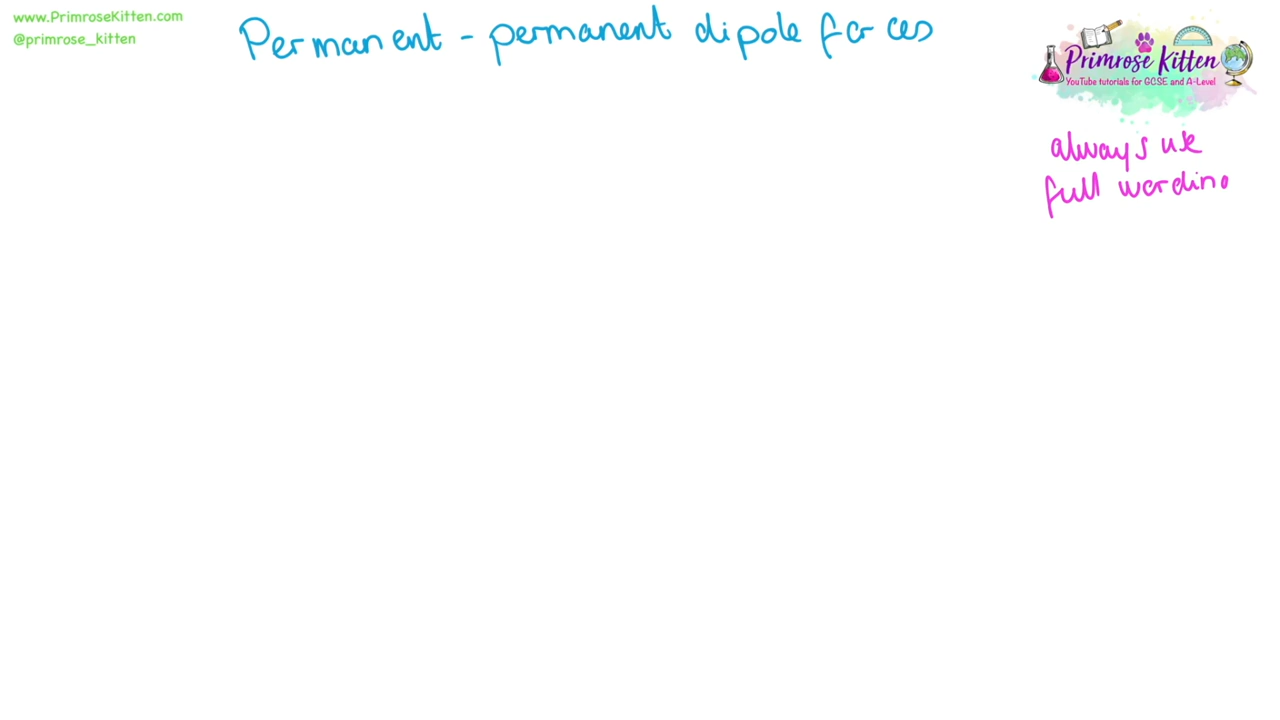 www.PrimroseKitten.com
@primrose_kitten
Permanent - permanent dipole forces
Primrose Kitten
YouTube tutorials for GCSE and A-Level
always use
full wording